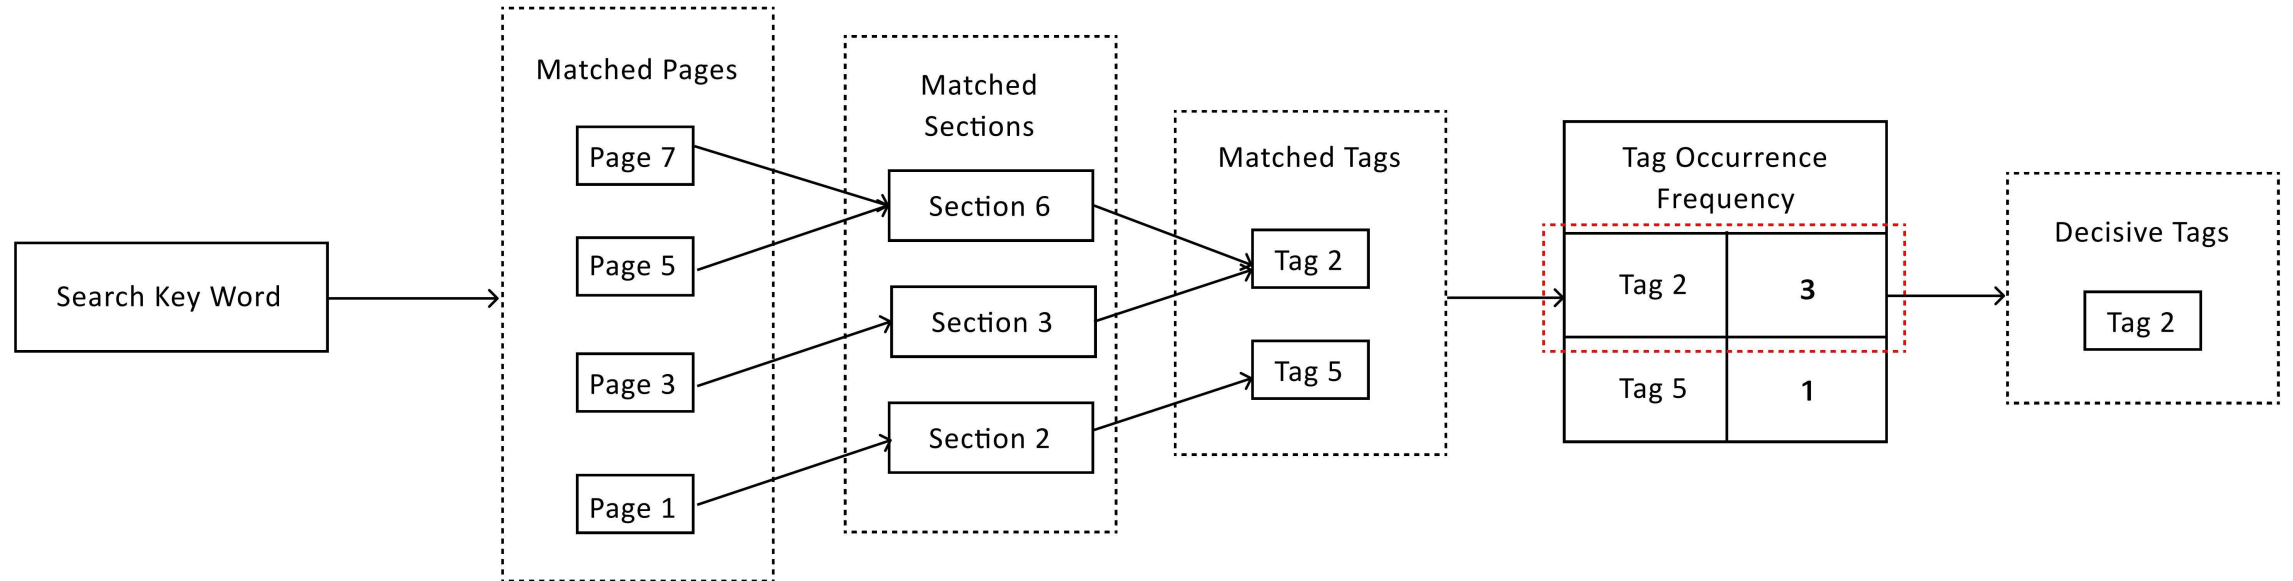 Search Key Word
Matched Pages
Page 7
Page 5
Page 3
Page 1
Matched
Sections
Section 6
Section 3
Section 2
Matched Tags
Tag 2
Tag 5
Tag Occurrence
Frequency
Tag 2 3
Tag 5 1
Decisive Tags
Tag 2